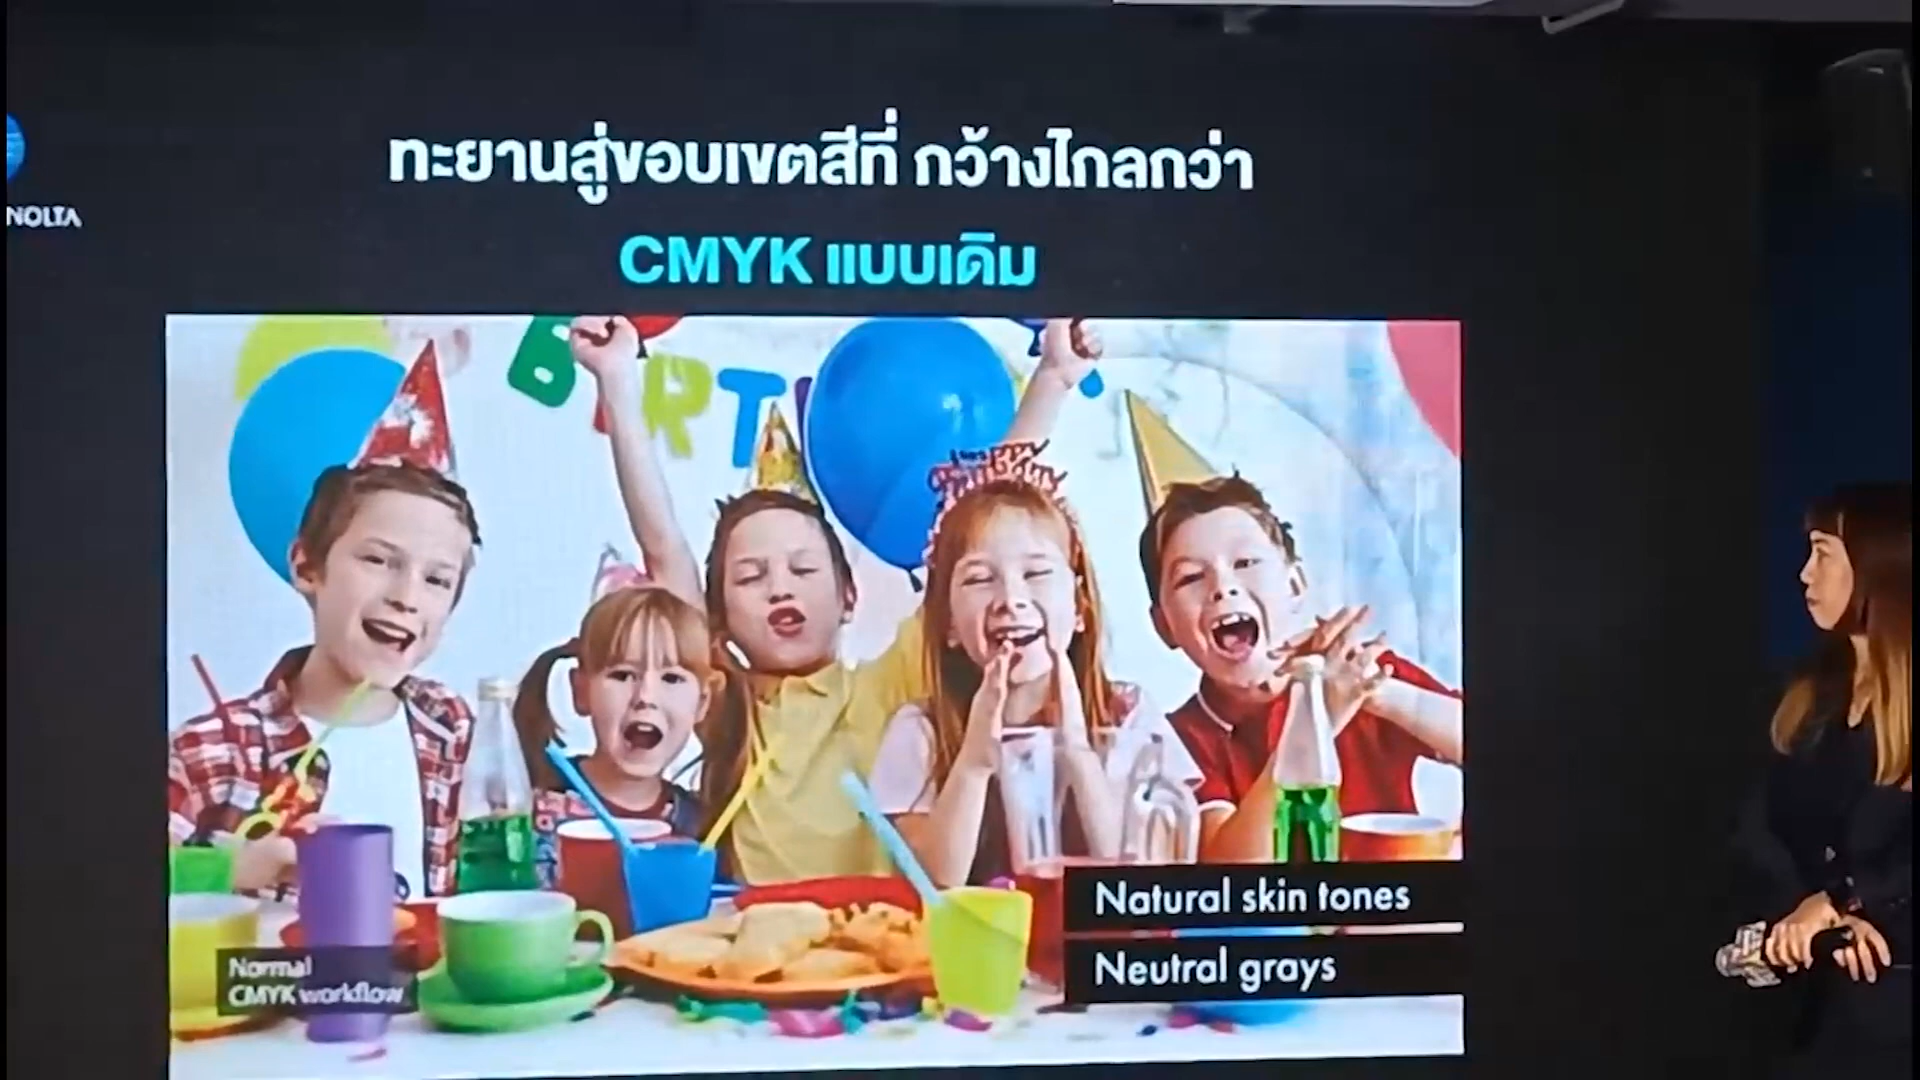 NOLTA
ทะยานสู่ขอบเขตสีที่ กว้างไกลกว่า
CMYK แบบเดิม
BIRT
Natural skin tones
Neutral grays
Normal
CMYK workflow